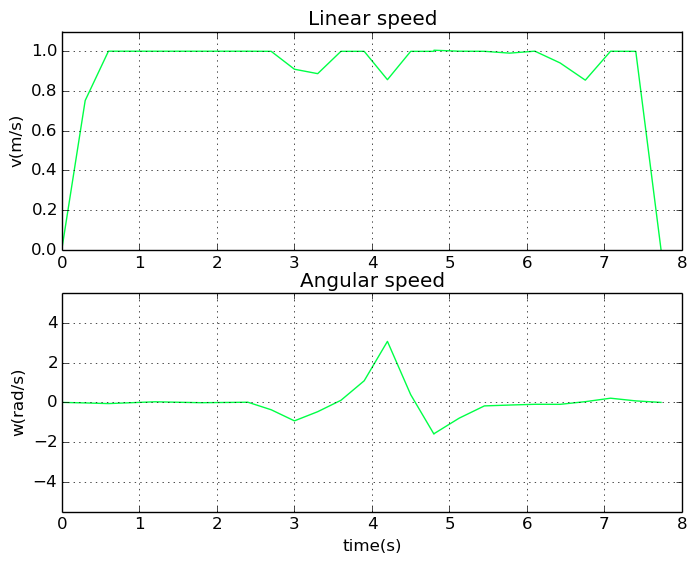 Linear speed
1.0
0.8
0.6
0.4
0.2
0.0
v(m/s)
0 1 2 3 4 5 6 7 8
Angular speed
4
2
0
−2
−4
w(rad/s)
0 1 2 3 4 5 6 7 8
time(s)